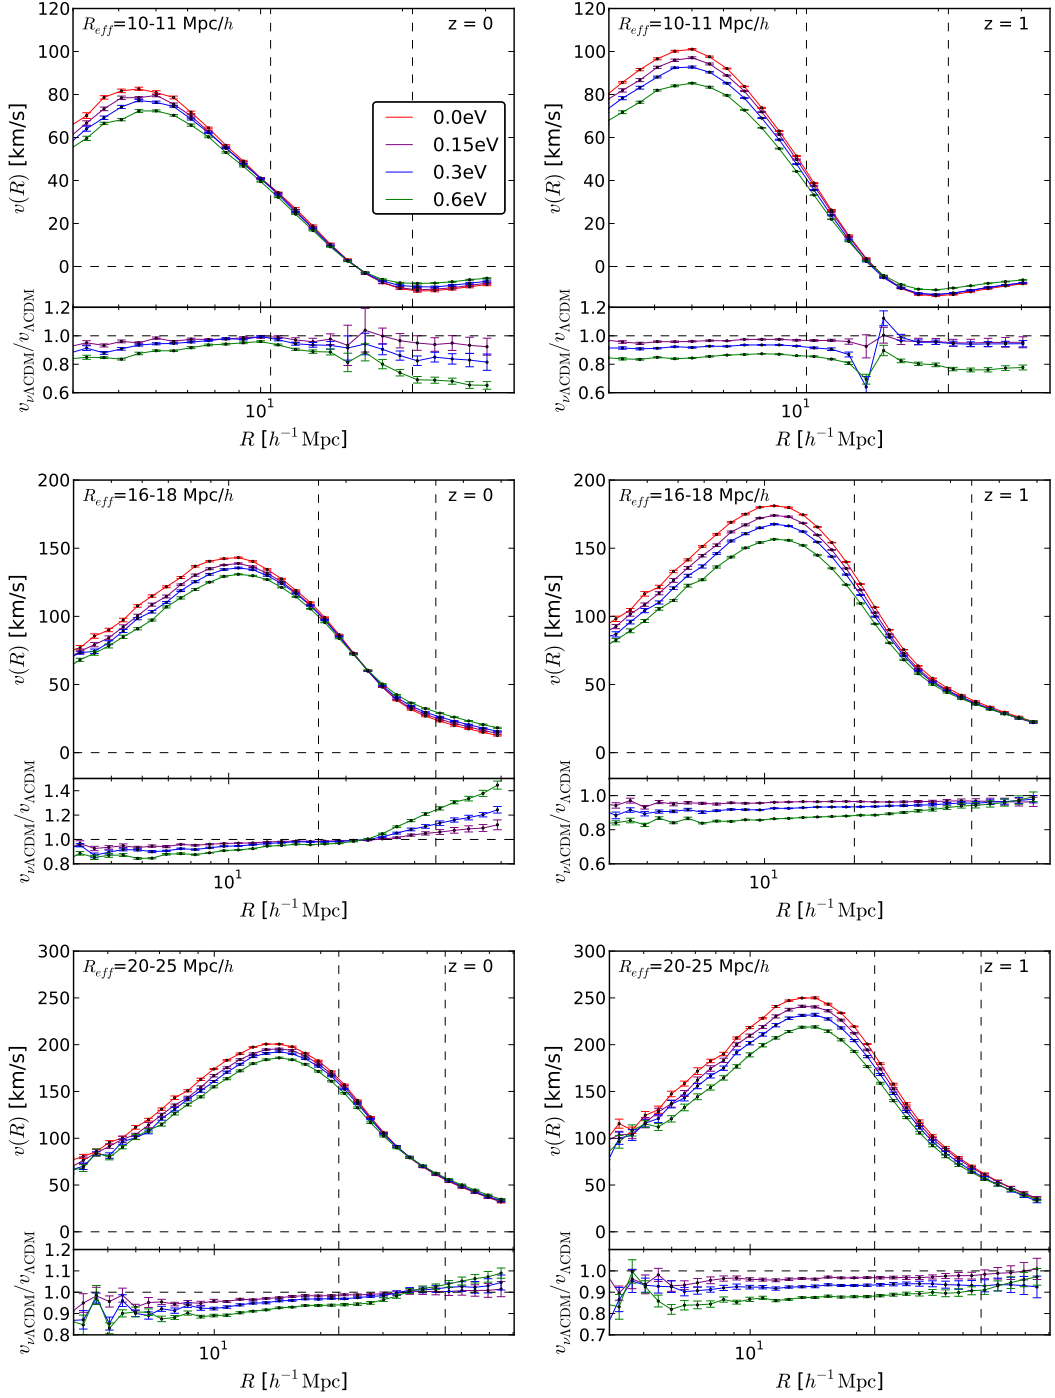 R_eff=10-11 Mpc/h
z = 0
120
100
80
60
40
20
0
v(R) [km/s]
0.0eV
0.15eV
0.3eV
0.6eV
1.2
1.0
0.8
0.6
v_νΛCDM/v_ΛCDM
10^1
R [h^−1 Mpc]
R_eff=10-11 Mpc/h
z = 1
120
100
80
60
40
20
0
v(R) [km/s]
1.2
1.0
0.8
0.6
v_νΛCDM/v_ΛCDM
10^1
R [h^−1 Mpc]
R_eff=16-18 Mpc/h
z = 0
200
150
100
50
0
v(R) [km/s]
1.4
1.2
1.0
0.8
v_νΛCDM/v_ΛCDM
10^1
R [h^−1 Mpc]
R_eff=16-18 Mpc/h
z = 1
200
150
100
50
0
v(R) [km/s]
1.0
0.8
0.6
v_νΛCDM/v_ΛCDM
10^1
R [h^−1 Mpc]
R_eff=20-25 Mpc/h
z = 0
300
250
200
150
100
50
0
v(R) [km/s]
1.2
1.1
1.0
0.9
0.8
v_νΛCDM/v_ΛCDM
10^1
R [h^−1 Mpc]
R_eff=20-25 Mpc/h
z = 1
300
250
200
150
100
50
0
v(R) [km/s]
1.0
0.9
0.8
0.7
v_νΛCDM/v_ΛCDM
10^1
R [h^−1 Mpc]